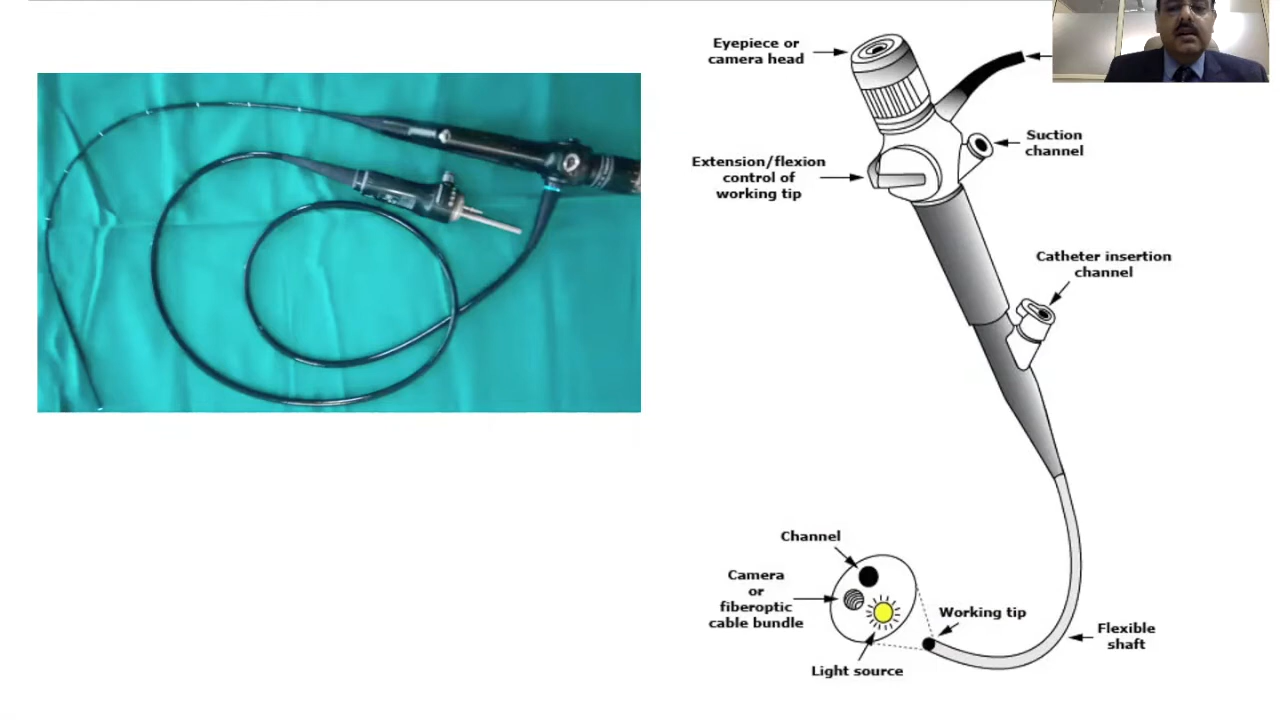 Eyepiece or
camera head
Suction
channel
Extension/flexion
control of
working tip
Catheter insertion
channel
Channel
Camera
or
fiberoptic
cable bundle
Working tip
Flexible
shaft
Light source